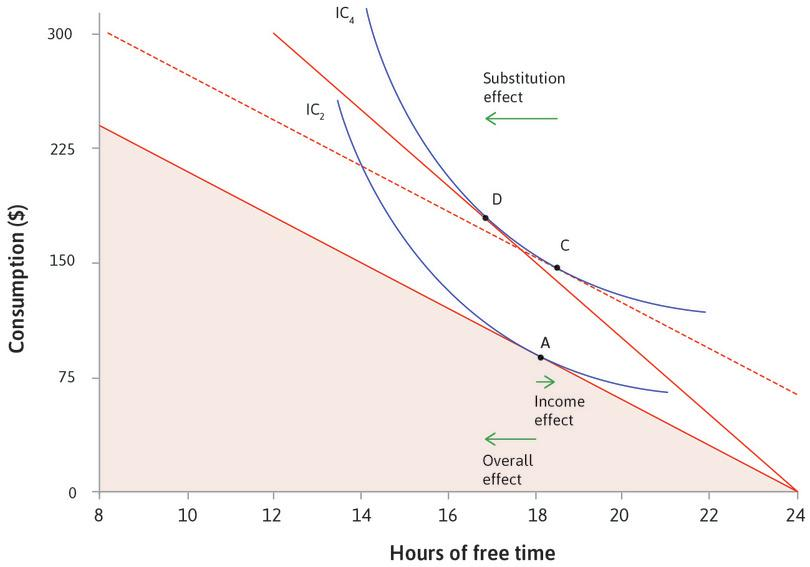 IC4
300
IC2
Substitution
effect
225
D
C
150
A
75
Income
effect
Overall
effect
0
8 10 12 14 16 18 20 22 24
Consumption ($)
Hours of free time